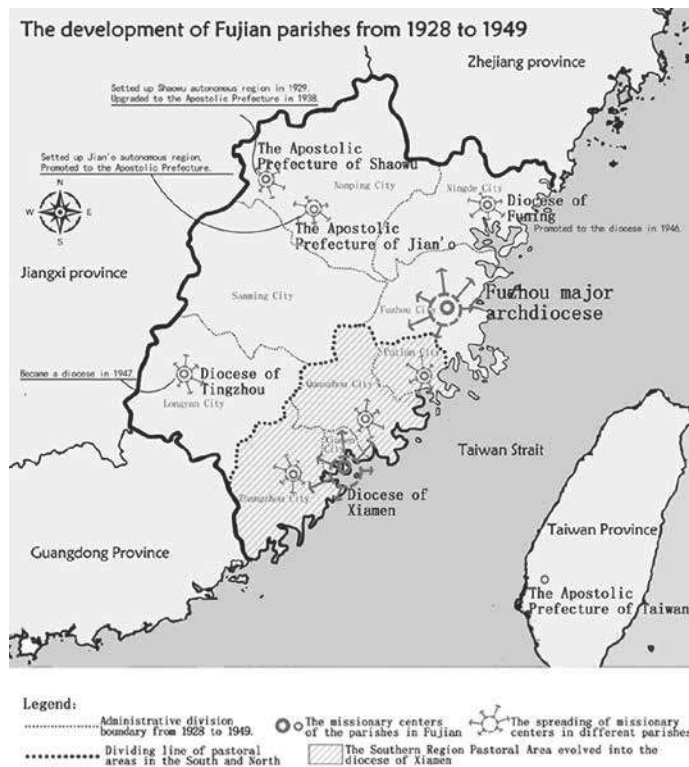 The development of Fujian parishes from 1928 to 1949
Zhejiang province
Setted up Shaowu autonomous region in 1929.
Upgraded to the Apostolic Prefecture in 1938.
The Apostolic
Prefecture of Shaowu
Setted up Jian'o autonomous region,
Promoted to the Apostolic Prefecture.
Nanping City
Ningde City
Diocese of
Funing
Promoted to the diocese in 1946.
N
W E
S
The Apostolic
Prefecture of Jian'o
Jiangxi province
Sanming City
Fuzhou City
Fuzhou major
archdiocese
Putian City
Became a diocese in 1947
Diocese of
Tingzhou
Quanzhou City
Longyan City
Taiwan Strait
Xiamen
City
Zhangzhou City
Diocese of
Xiamen
Guangdong Province
Taiwan Province
The Apostolic
Prefecture of Taiwan
Legend:
Administrative division
boundary from 1928 to 1949.
The missionary centers
of the parishes in Fujian
The spreading of missionary
centers in different parishes
Dividing line of pastoral
areas in the South and North
The Southern Region Pastoral Area evolved into the
diocese of Xiamen